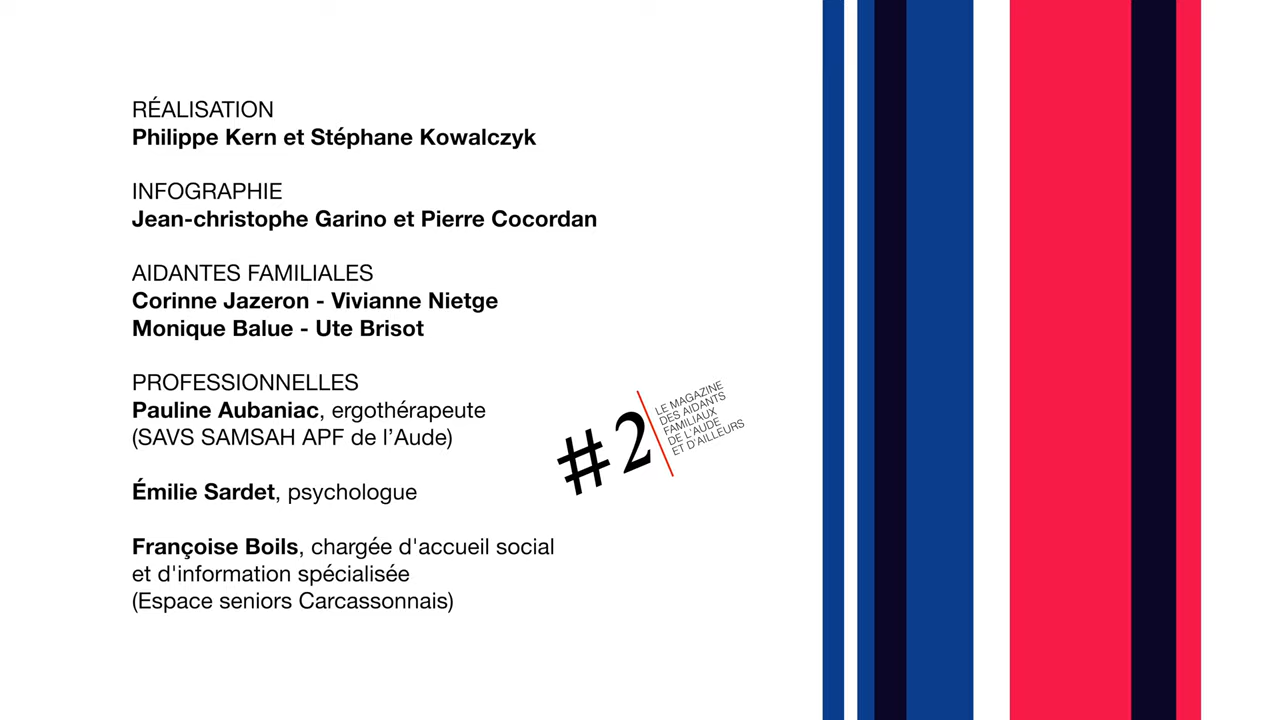 RÉALISATION
Philippe Kern et Stéphane Kowalczyk
INFOGRAPHIE
Jean-christophe Garino et Pierre Cocordan
AIDANTES FAMILIALES
Corinne Jazeron - Vivianne Nietge
Monique Balue - Ute Brisot
PROFESSIONNELLES
Pauline Aubaniac, ergothérapeute
(SAVS SAMSAH APF de l’Aude)
Émilie Sardet, psychologue
Françoise Boils, chargée d'accueil social
et d'information spécialisée
(Espace seniors Carcassonnais)
#2
LE MAGAZINE
DES AIDANTS
FAMILIAUX
DE L'AUDE
ET D'AILLEURS